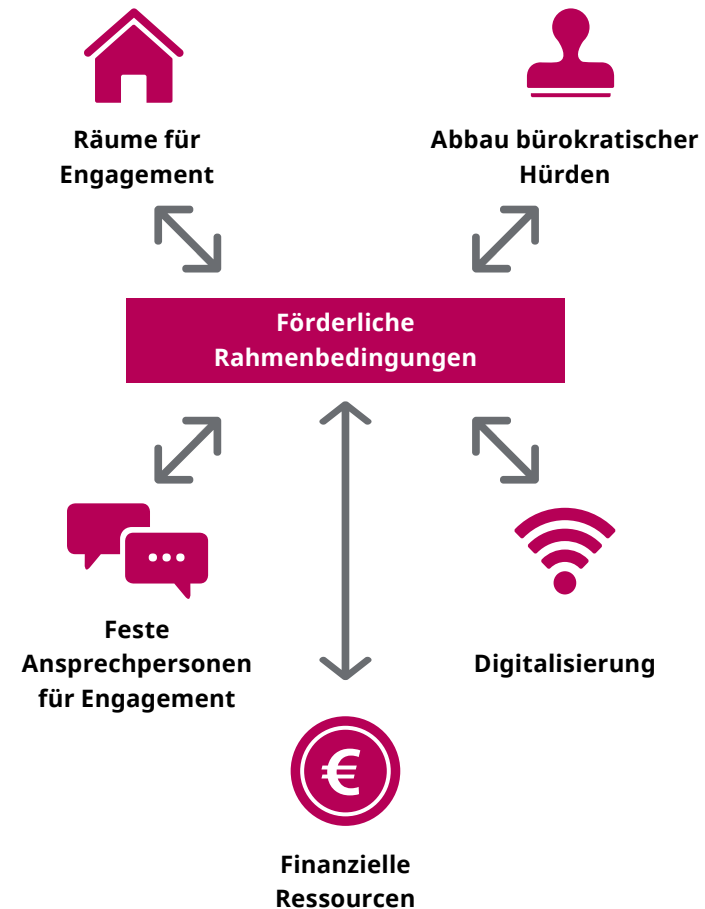 Räume für
Engagement
Abbau bürokratischer
Hürden
Förderliche
Rahmenbedingungen
Feste
Ansprechpersonen
für Engagement
Digitalisierung
€
Finanzielle
Ressourcen